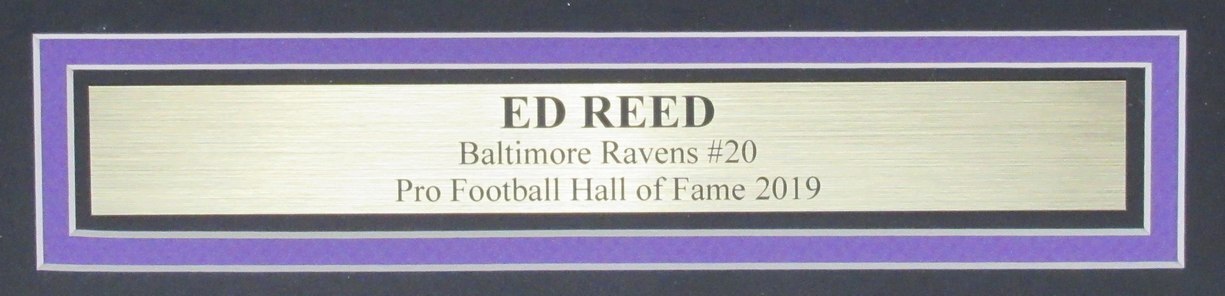 ED REED
Baltimore Ravens #20
Pro Football Hall of Fame 2019